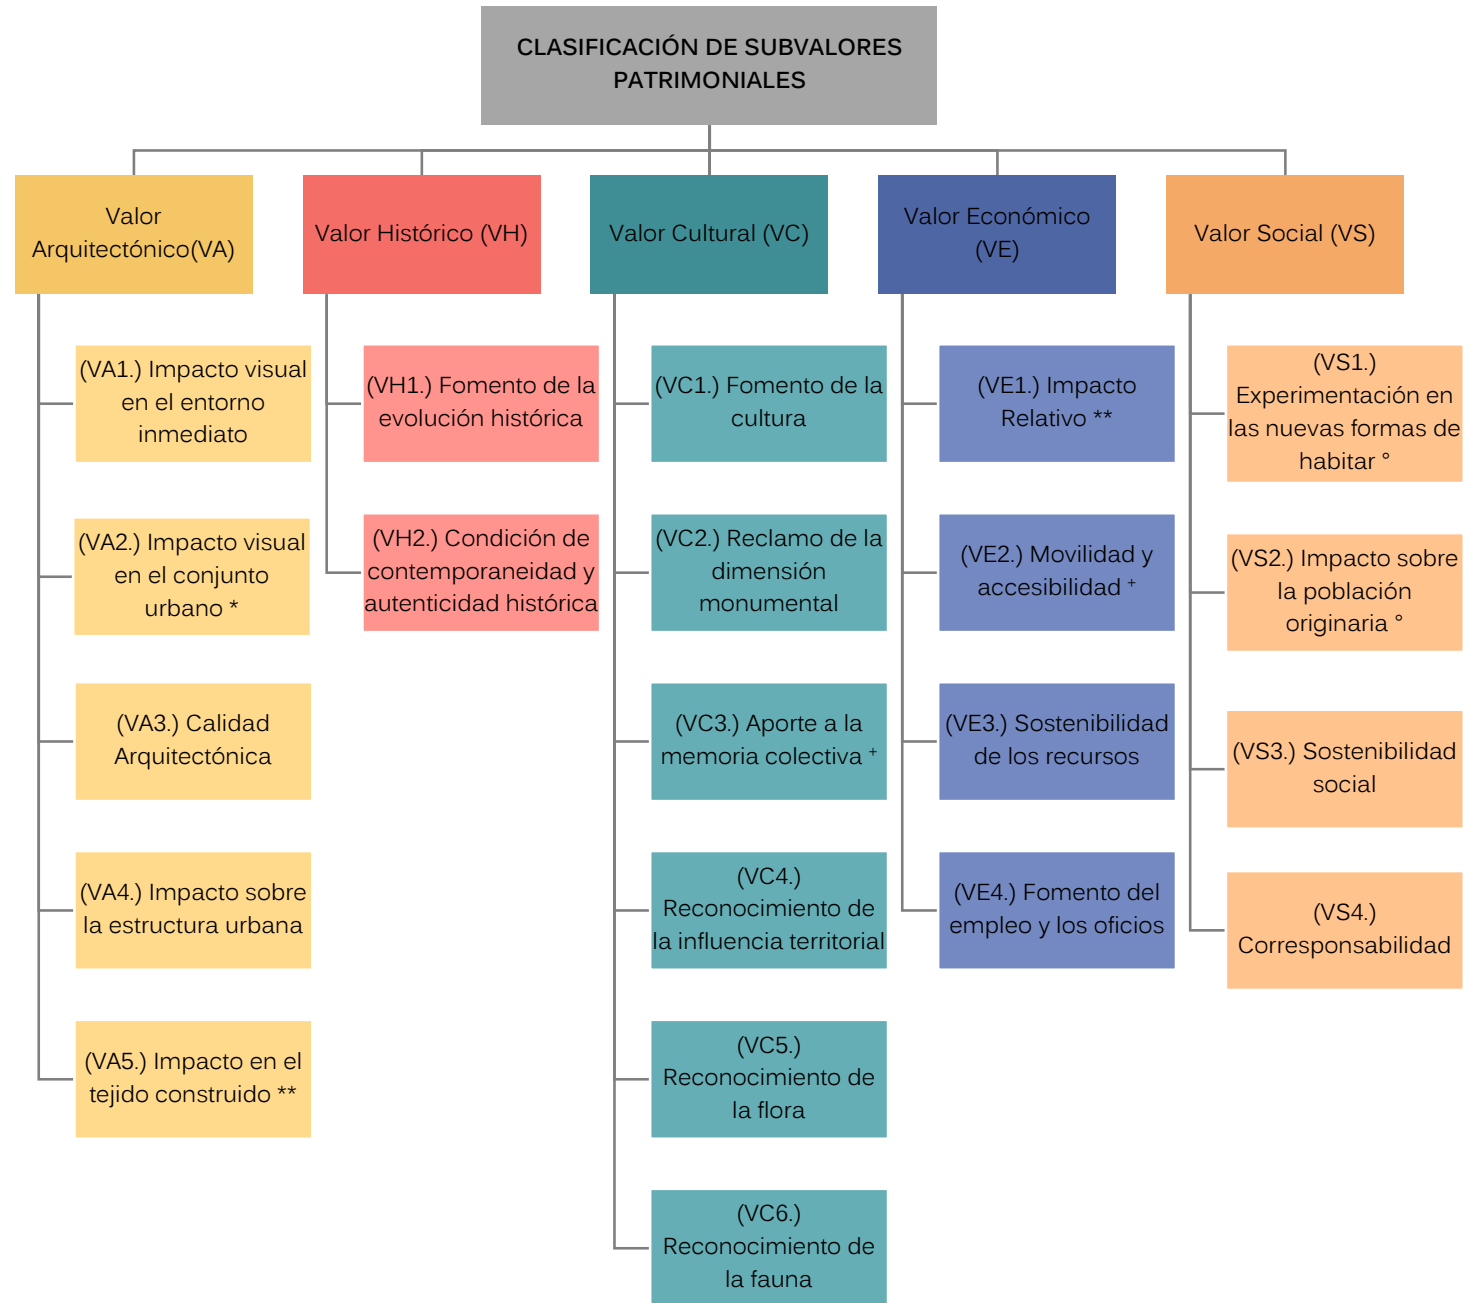 CLASIFICACIÓN DE SUBVALORES
PATRIMONIALES
Valor
Arquitectónico(VA)
Valor Histórico (VH)
Valor Cultural (VC)
Valor Económico
(VE)
Valor Social (VS)
(VA1.) Impacto visual
en el entorno
inmediato
(VA2.) Impacto visual
en el conjunto
urbano *
(VA3.) Calidad
Arquitectónica
(VA4.) Impacto sobre
la estructura urbana
(VA5.) Impacto en el
tejido construido **
(VH1.) Fomento de la
evolución histórica
(VH2.) Condición de
contemporaneidad y
autenticidad histórica
(VC1.) Fomento de la
cultura
(VC2.) Reclamo de la
dimensión
monumental
(VC3.) Aporte a la
memoria colectiva ⁺
(VC4.)
Reconocimiento de
la influencia territorial
(VC5.)
Reconocimiento de
la flora
(VC6.)
Reconocimiento de
la fauna
(VE1.) Impacto
Relativo **
(VE2.) Movilidad y
accesibilidad ⁺
(VE3.) Sostenibilidad
de los recursos
(VE4.) Fomento del
empleo y los oficios
(VS1.)
Experimentación en
las nuevas formas de
habitar °
(VS2.) Impacto sobre
la población
originaria °
(VS3.) Sostenibilidad
social
(VS4.)
Corresponsabilidad